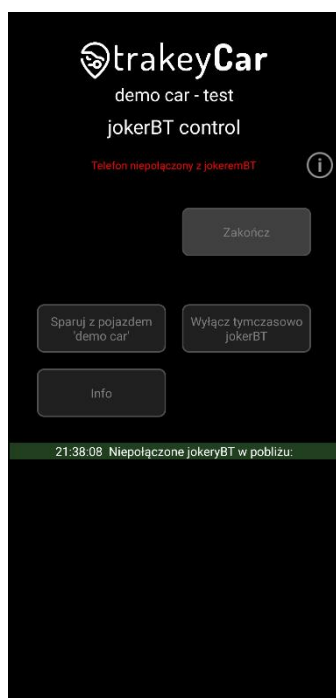 trakeyCar
demo car - test
jokerBT control
Telefon niepołączony z jokeremBT
i
Zakończ
Sparuj z pojazdem
'demo car'
Wyłącz tymczasowo
jokerBT
Info
21:38:08 Niepołączone jokeryBT w pobliżu: